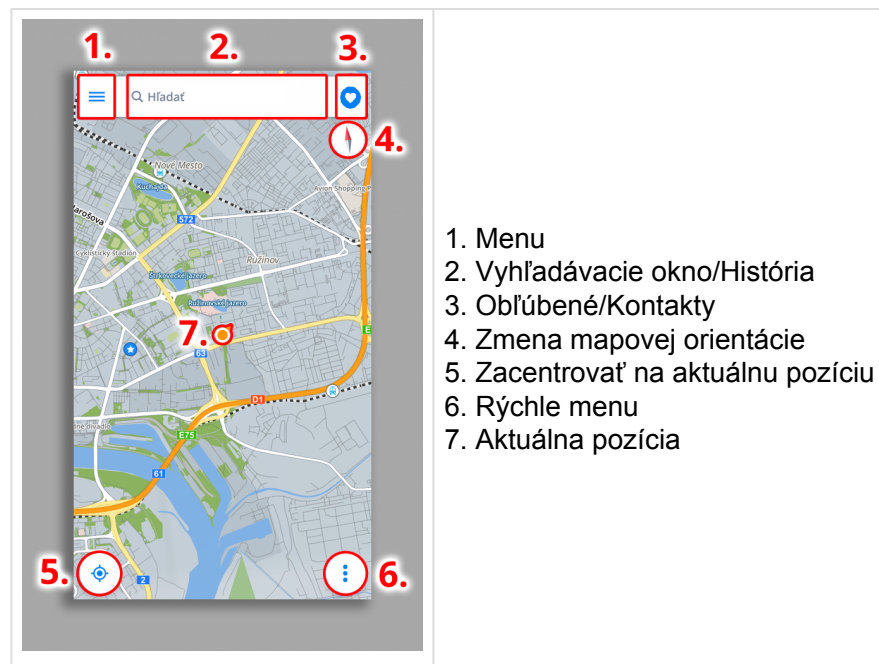 1.
2.
3.
Hľadať
4.
Nové Mesto
Kuchajda
Avion Shopping P
arošova
572
Cyklistický štadión
Ružinov
Štrkovecké jazero
Ružinovské jazero
7.
E
63
D1
E75
dné divadlo
61
5.
2
6.
1. Menu
2. Vyhľadávacie okno/História
3. Obľúbené/Kontakty
4. Zmena mapovej orientácie
5. Zacentrovať na aktuálnu pozíciu
6. Rýchle menu
7. Aktuálna pozícia